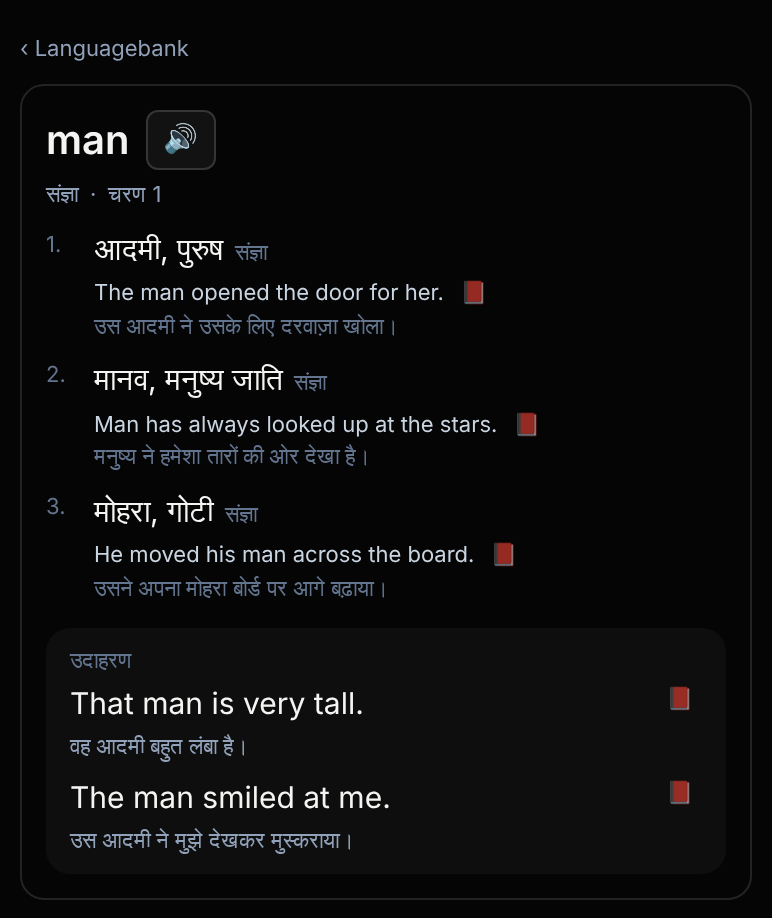 ‹ Languagebank
man
संज्ञा · चरण 1
1. आदमी, पुरुष संज्ञा
The man opened the door for her.
उस आदमी ने उसके लिए दरवाज़ा खोला।
2. मानव, मनुष्य जाति संज्ञा
Man has always looked up at the stars.
मनुष्य ने हमेशा तारों की ओर देखा है।
3. मोहरा, गोटी संज्ञा
He moved his man across the board.
उसने अपना मोहरा बोर्ड पर आगे बढ़ाया।
उदाहरण
That man is very tall.
वह आदमी बहुत लंबा है।
The man smiled at me.
उस आदमी ने मुझे देखकर मुस्कराया।